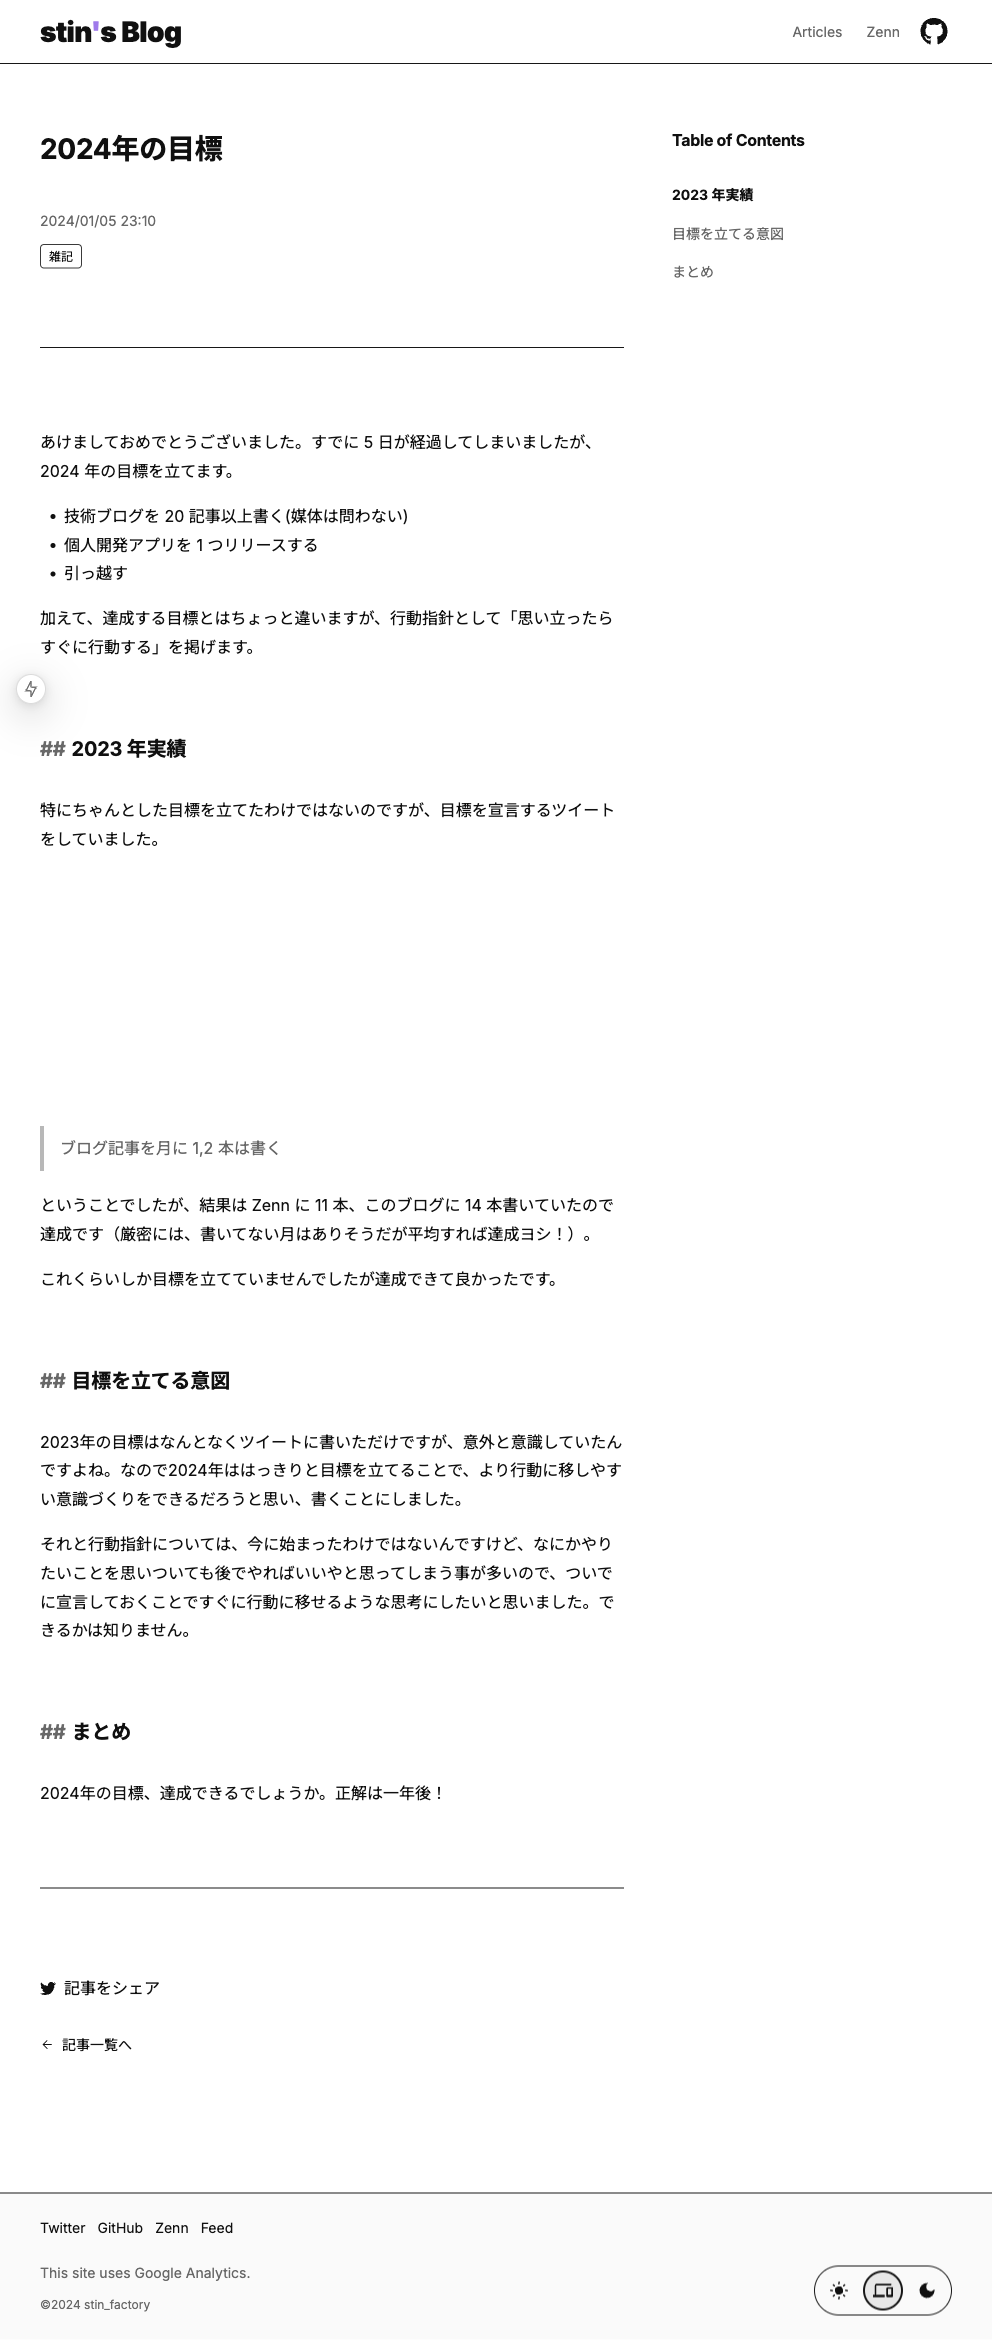 stin's Blog
Articles
Zenn
2024年の目標
2024/01/05 23:10
雑記
Table of Contents
2023 年実績
目標を立てる意図
まとめ
あけましておめでとうございました。すでに 5 日が経過してしまいましたが、
2024 年の目標を立てます。
• 技術ブログを 20 記事以上書く(媒体は問わない)
• 個人開発アプリを 1 つリリースする
• 引っ越す
加えて、達成する目標とはちょっと違いますが、行動指針として「思い立ったら
すぐに行動する」を掲げます。
## 2023 年実績
特にちゃんとした目標を立てたわけではないのですが、目標を宣言するツイート
をしていました。
ブログ記事を月に 1,2 本は書く
ということでしたが、結果は Zenn に 11 本、このブログに 14 本書いていたので
達成です（厳密には、書いてない月はありそうだが平均すれば達成ヨシ！）。
これくらいしか目標を立てていませんでしたが達成できて良かったです。
## 目標を立てる意図
2023年の目標はなんとなくツイートに書いただけですが、意外と意識していたん
ですよね。なので2024年ははっきりと目標を立てることで、より行動に移しやす
い意識づくりをできるだろうと思い、書くことにしました。
それと行動指針については、今に始まったわけではないんですけど、なにかやり
たいことを思いついても後でやればいいやと思ってしまう事が多いので、ついで
に宣言しておくことですぐに行動に移せるような思考にしたいと思いました。で
きるかは知りません。
## まとめ
2024年の目標、達成できるでしょうか。正解は一年後！
記事をシェア
← 記事一覧へ
Twitter GitHub Zenn Feed
This site uses Google Analytics.
©2024 stin_factory